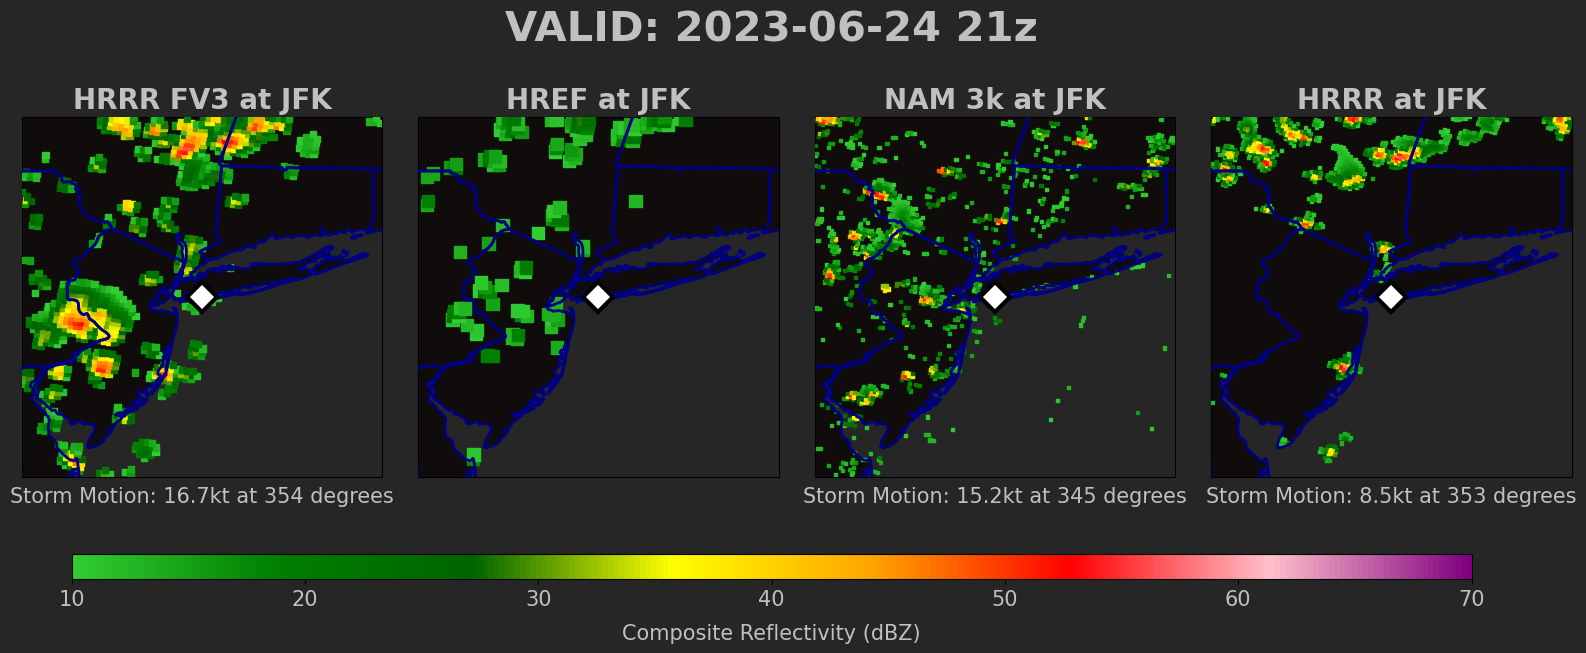 VALID: 2023-06-24 21z
HRRR FV3 at JFK
HREF at JFK
NAM 3k at JFK
HRRR at JFK
Storm Motion: 16.7kt at 354 degrees
Storm Motion: 15.2kt at 345 degrees
Storm Motion: 8.5kt at 353 degrees
10 20 30 40 50 60 70
Composite Reflectivity (dBZ)